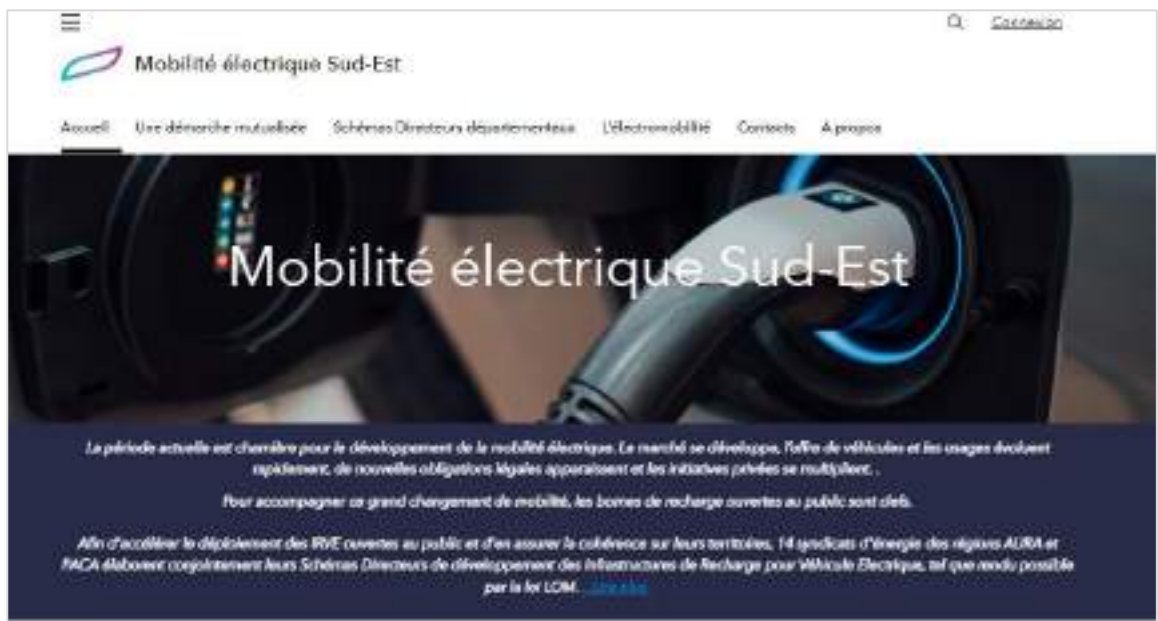 Connexion
Mobilité électrique Sud-Est
Accueil Une démarche mutualisée Schémas Directeurs départementaux L'électromobilité Contacts A propos
Mobilité électrique Sud-Est
La période actuelle est charnière pour le développement de la mobilité électrique. Le marché se développe, l'offre de véhicules et les usages évoluent
rapidement, de nouvelles obligations légales apparaissent et les initiatives privées se multiplient. .
Pour accompagner ce grand changement de mobilité, les bornes de recharge ouvertes au public sont clefs.
Afin d'accélérer le déploiement des IRVE ouvertes au public et d'en assurer la cohérence sur leurs territoires, 14 syndicats d'énergie des régions AURA et
PACA élaborent conjointement leurs Schémas Directeurs de développement des Infrastructures de Recharge pour Véhicule Electrique, tel que rendu possible
par la loi LOM.